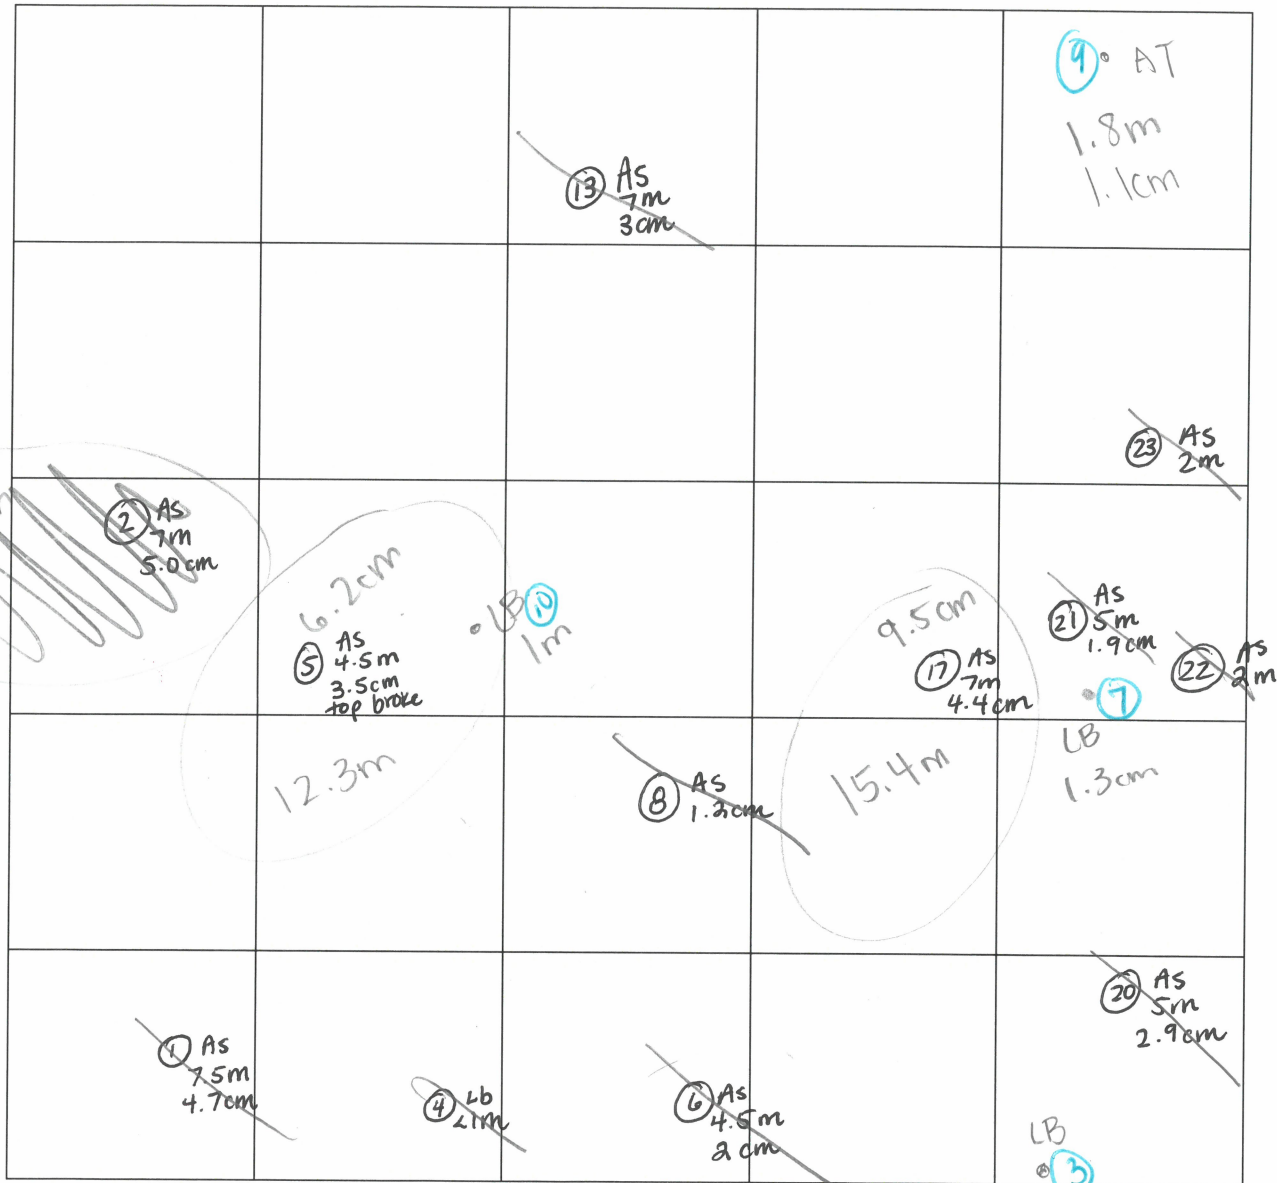 9 AT
1.8m
1.1cm
13 As
7m
3cm
23 As
2m
2 As
7m
5.0cm
6.2cm
5 As
4.5m
3.5cm
top broke
12.3m
LB 10
1m
9.5cm
17 As
7m
4.4cm
15.4m
21 As
5m
1.9cm
22 As
2m
7
LB
1.3cm
8 As
1.2cm
20 As
5m
2.9cm
1 As
7.5m
4.7cm
4 Lb
<1m
6 As
4.5m
2cm
LB
3